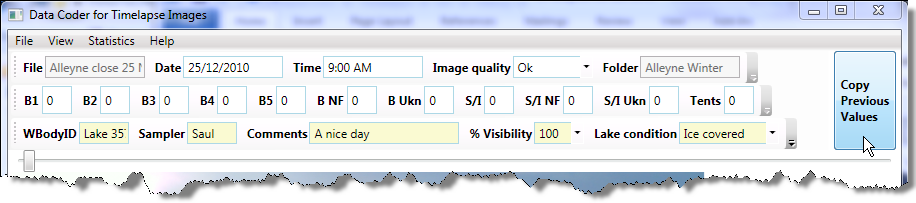 Data Coder for Timelapse Images
File View Statistics Help
File Alleyne close 25 Date 25/12/2010 Time 9:00 AM Image quality Ok Folder Alleyne Winter
B1 0 B2 0 B3 0 B4 0 B5 0 B NF 0 B Ukn 0 S/I 0 S/I NF 0 S/I Ukn 0 Tents 0
WBodyID Lake 35 Sampler Saul Comments A nice day % Visibility 100 Lake condition Ice covered
Copy
Previous
Values